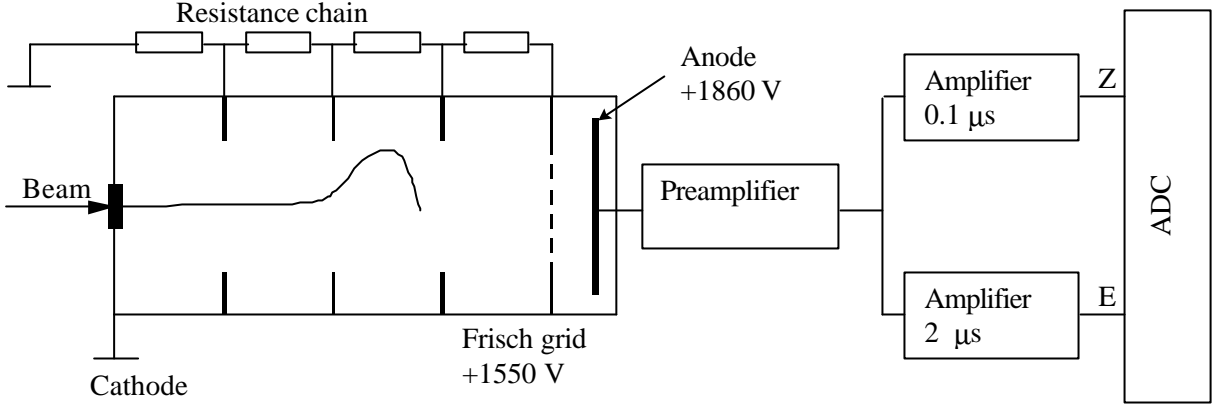 Resistance chain
Anode
+1860 V
Amplifier
0.1 μs
Z
Beam
Preamplifier
ADC
Amplifier
2 μs
E
Frisch grid
+1550 V
Cathode